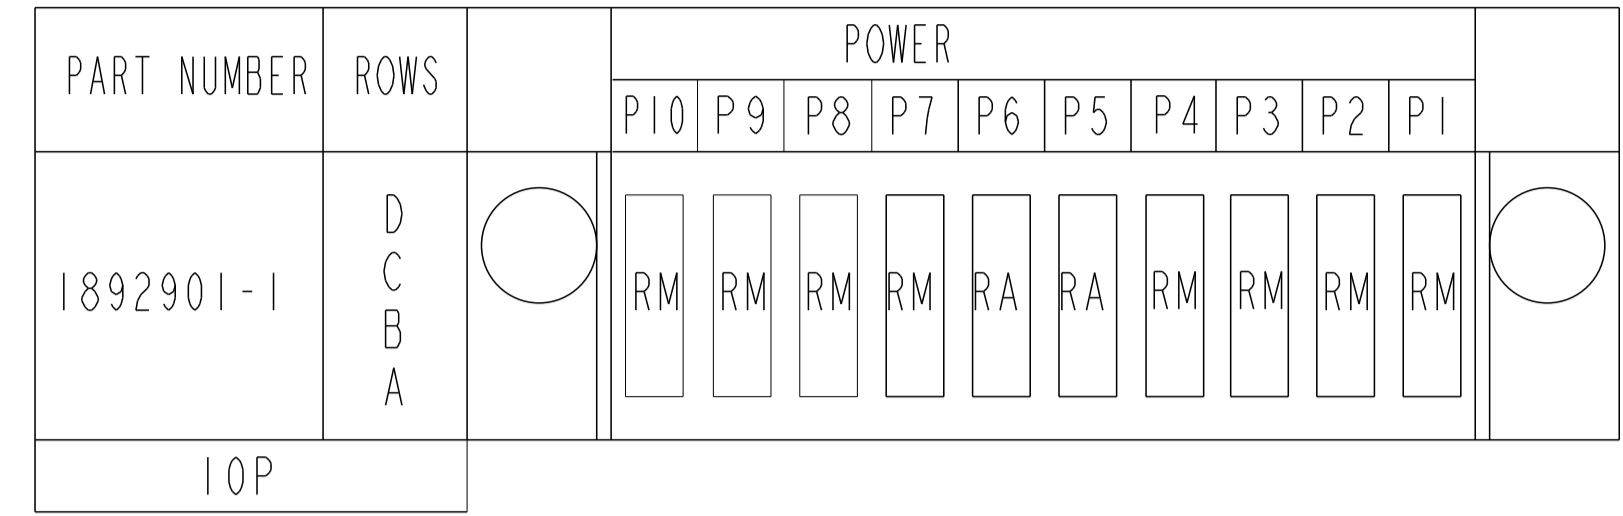 PART NUMBER ROWS POWER
P10 P9 P8 P7 P6 P5 P4 P3 P2 P1
1892901-1
D
C
B
A
RM RM RM RM RA RA RM RM RM RM
10P